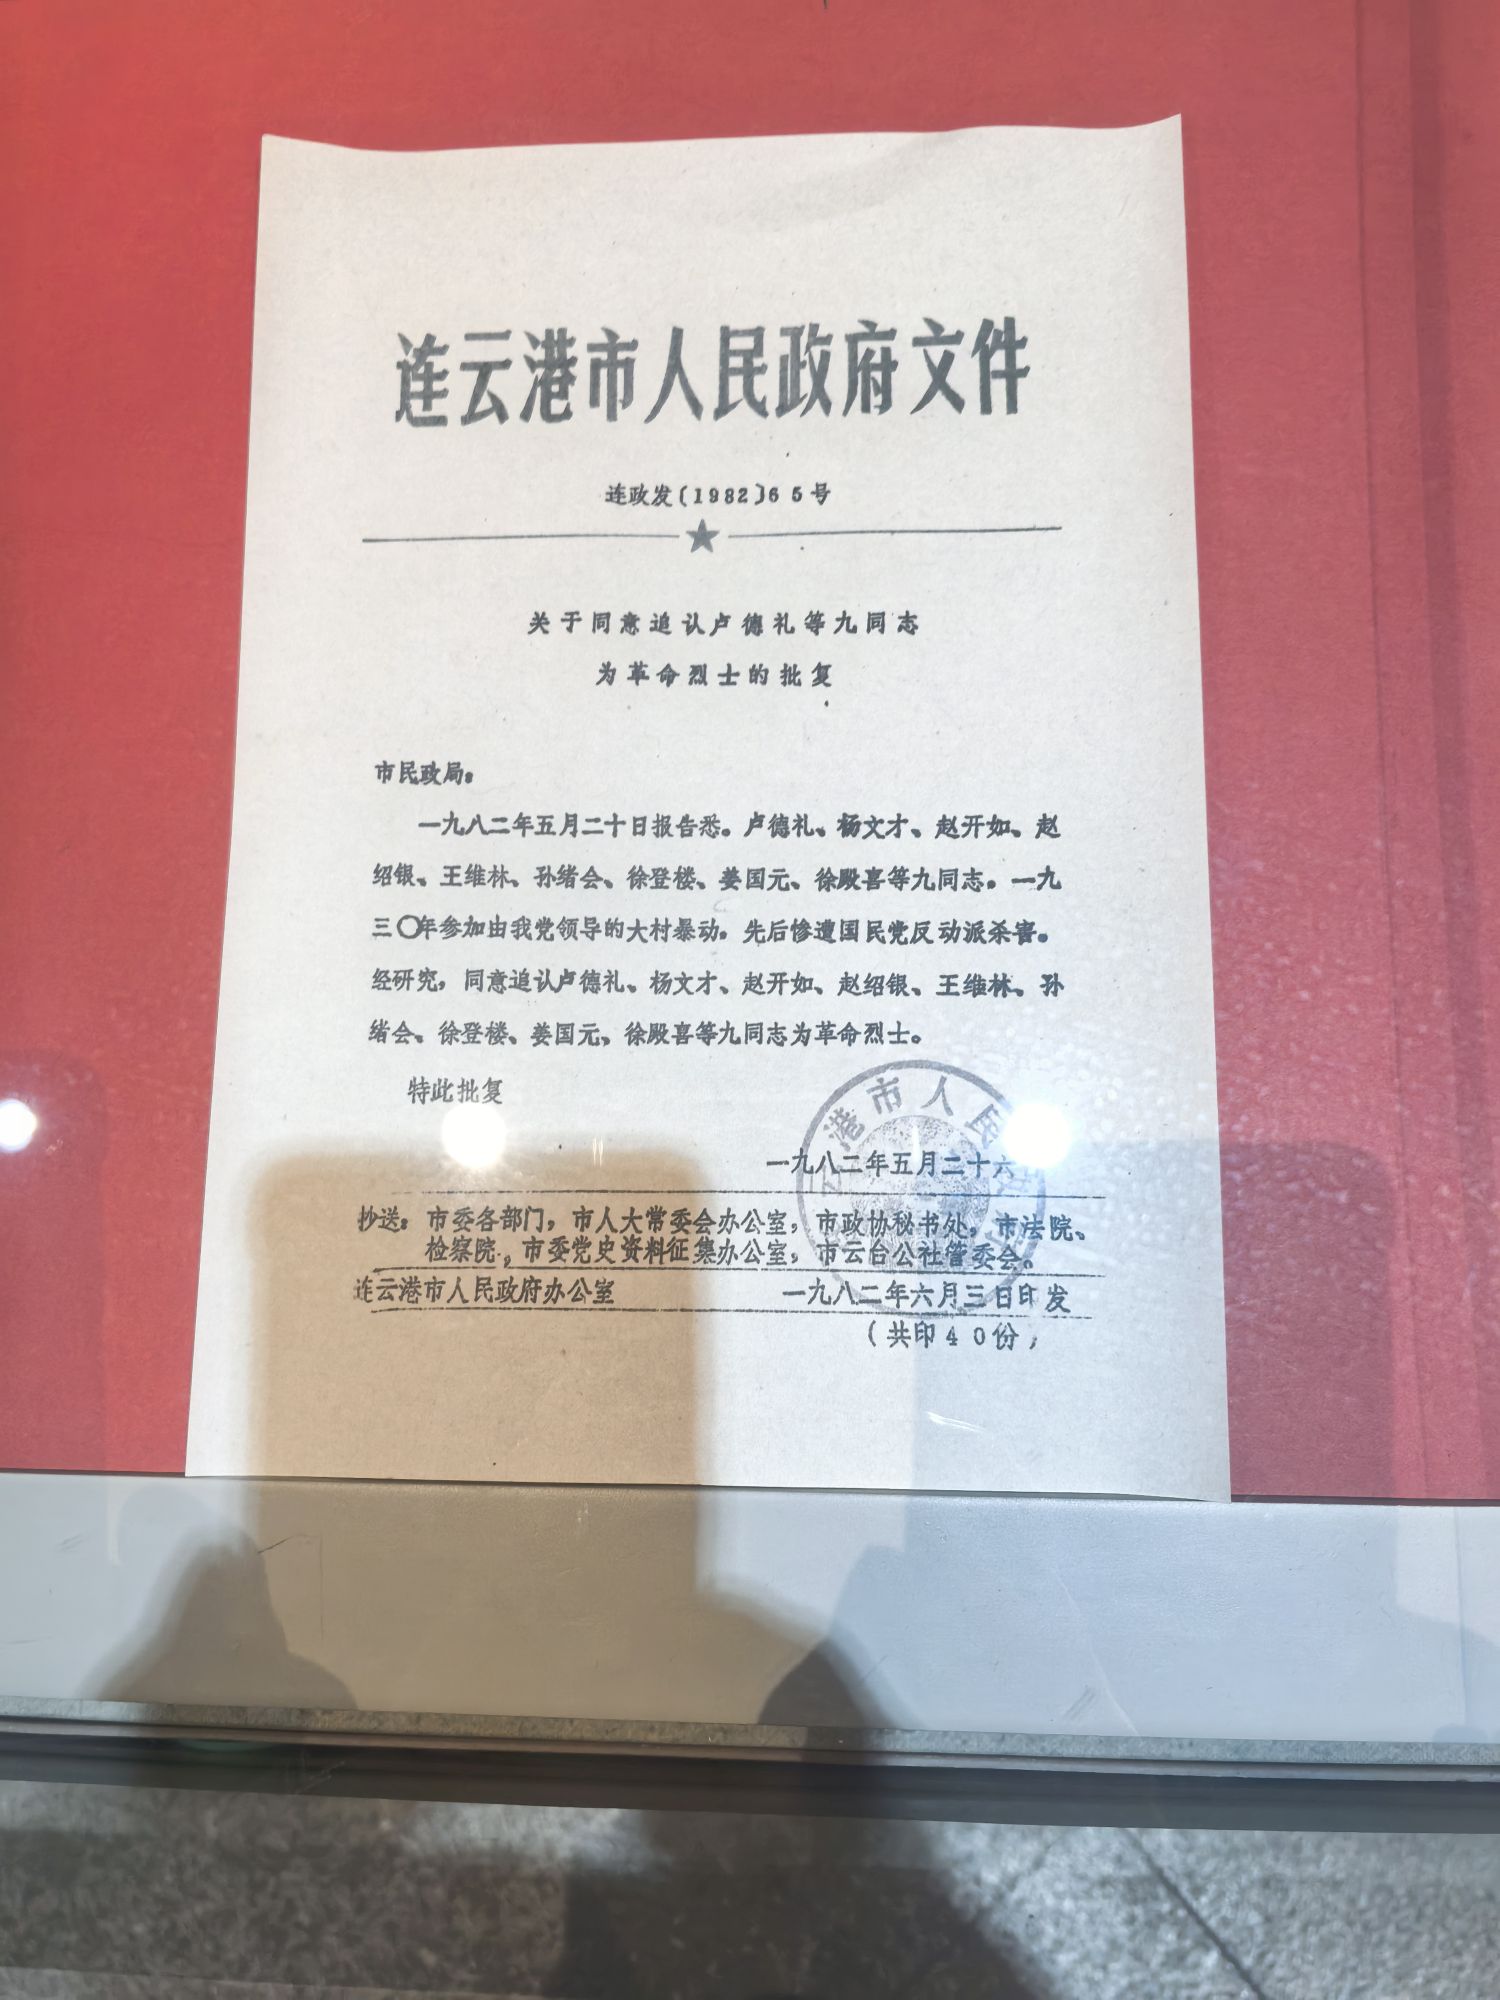 连云港市人民政府文件
连政发〔1982〕65号
关于同意追认卢德礼等九同志
为革命烈士的批复
市民政局：
一九八二年五月二十日报告悉。卢德礼、杨文才、赵开如、赵
绍银、王维林、孙绪会、徐登楼、姜国元、徐殿喜等九同志。一九
三〇年参加由我党领导的大村暴动。先后惨遭国民党反动派杀害。
经研究，同意追认卢德礼、杨文才、赵开如、赵绍银、王维林、孙
绪会、徐登楼、姜国元，徐殿喜等九同志为革命烈士。
特此批复
港市人民
一九八二年五月二十六
抄送：市委各部门，市人大常委会办公室，市政协秘书处，市法院、
检察院，市委党史资料征集办公室，市云台公社管委会。
连云港市人民政府办公室 一九八二年六月三日印发
（共印40份）